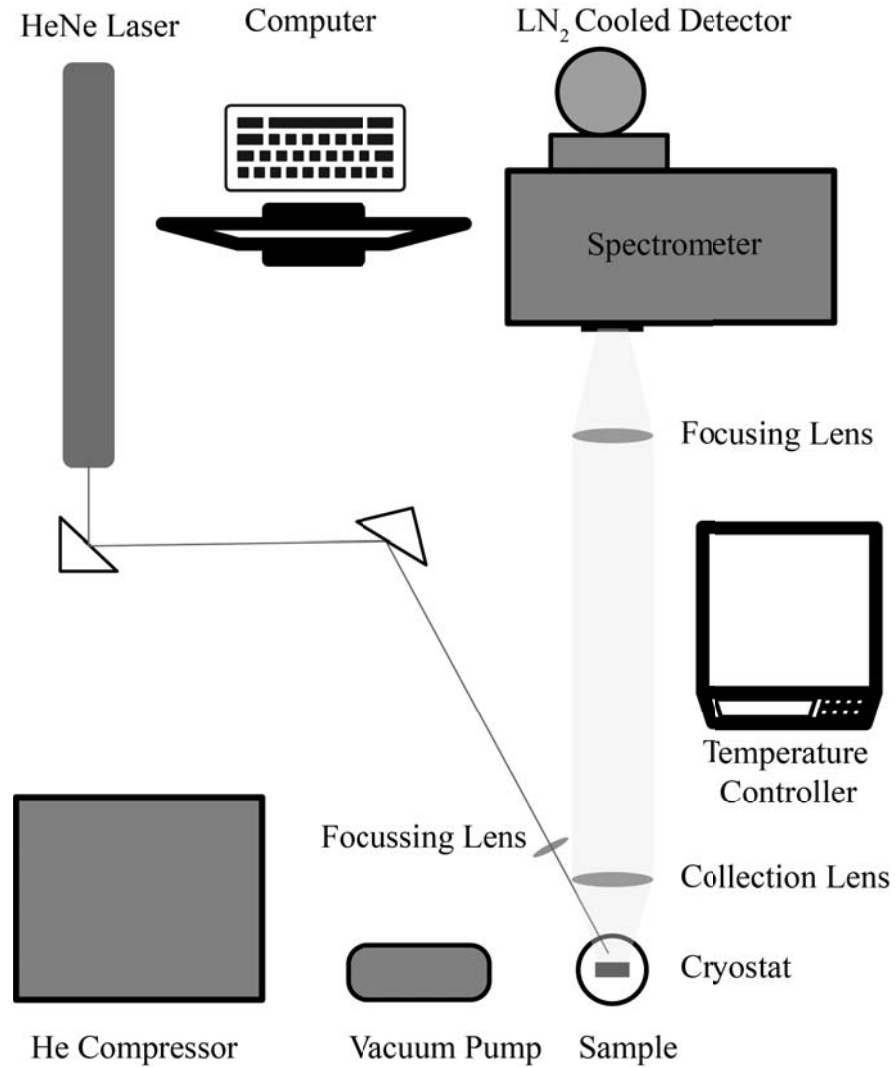 HeNe Laser
Computer
LN₂ Cooled Detector
Spectrometer
Focusing Lens
Temperature
Controller
Focussing Lens
Collection Lens
Cryostat
He Compressor
Vacuum Pump
Sample